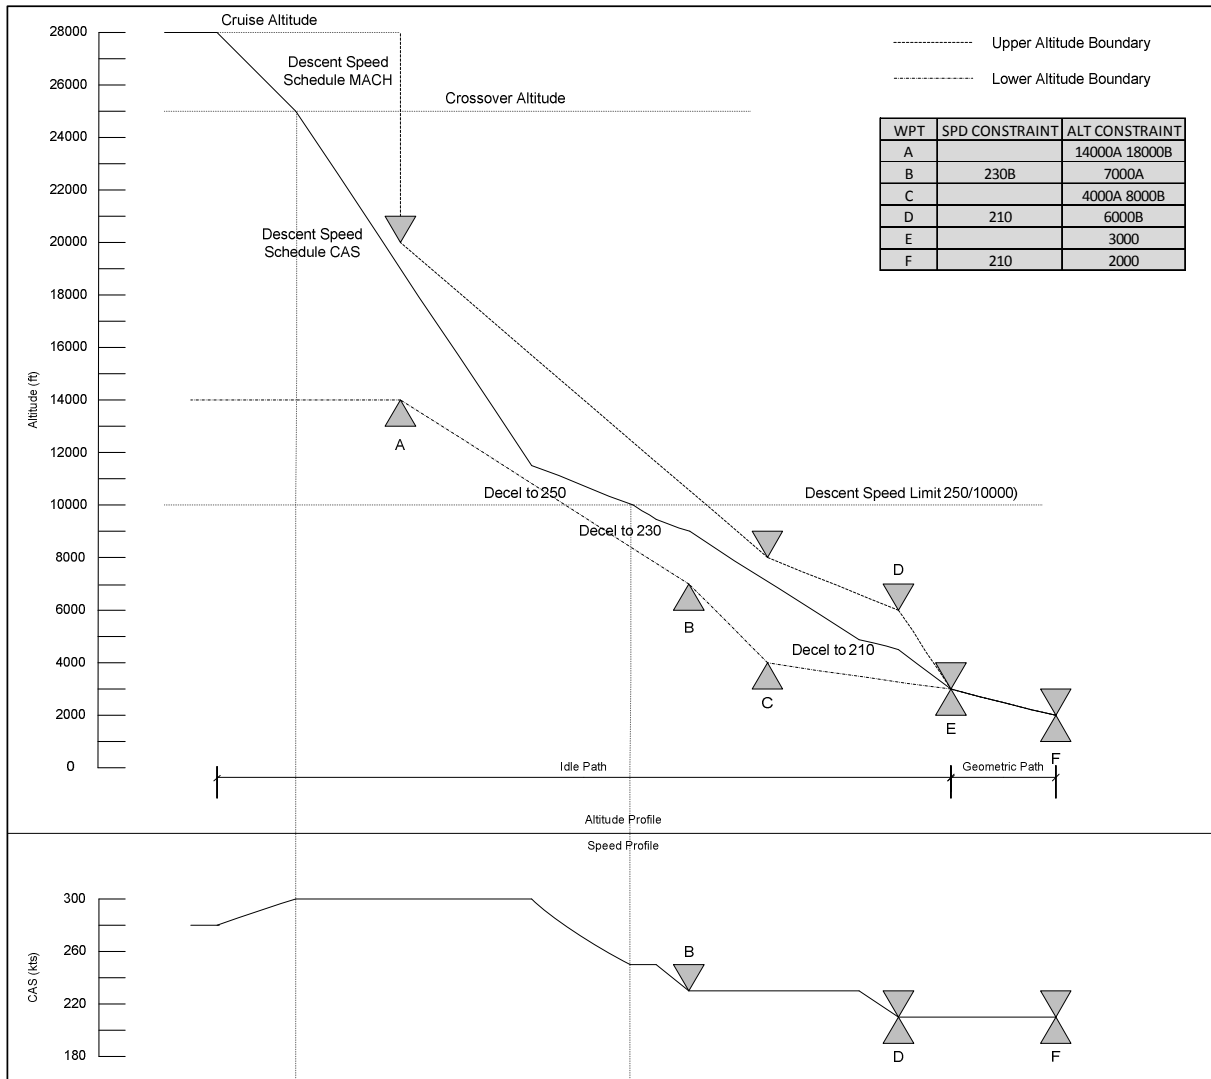 Cruise Altitude
28000
Upper Altitude Boundary
Descent Speed
Schedule MACH
Lower Altitude Boundary
26000
Crossover Altitude
WPT SPD CONSTRAINT ALT CONSTRAINT
A 14000A 18000B
B 230B 7000A
C 4000A 8000B
D 210 6000B
E 3000
F 210 2000
24000
22000
Descent Speed
Schedule CAS
20000
18000
16000
Altitude (ft)
14000
A
12000
Decel to 250
Descent Speed Limit 250/10000)
10000
Decel to 230
8000
D
6000
B
Decel to 210
4000
C
2000
E
F
0
Idle Path
Geometric Path
Altitude Profile
Speed Profile
300
260
B
CAS (kts)
220
180
D
F